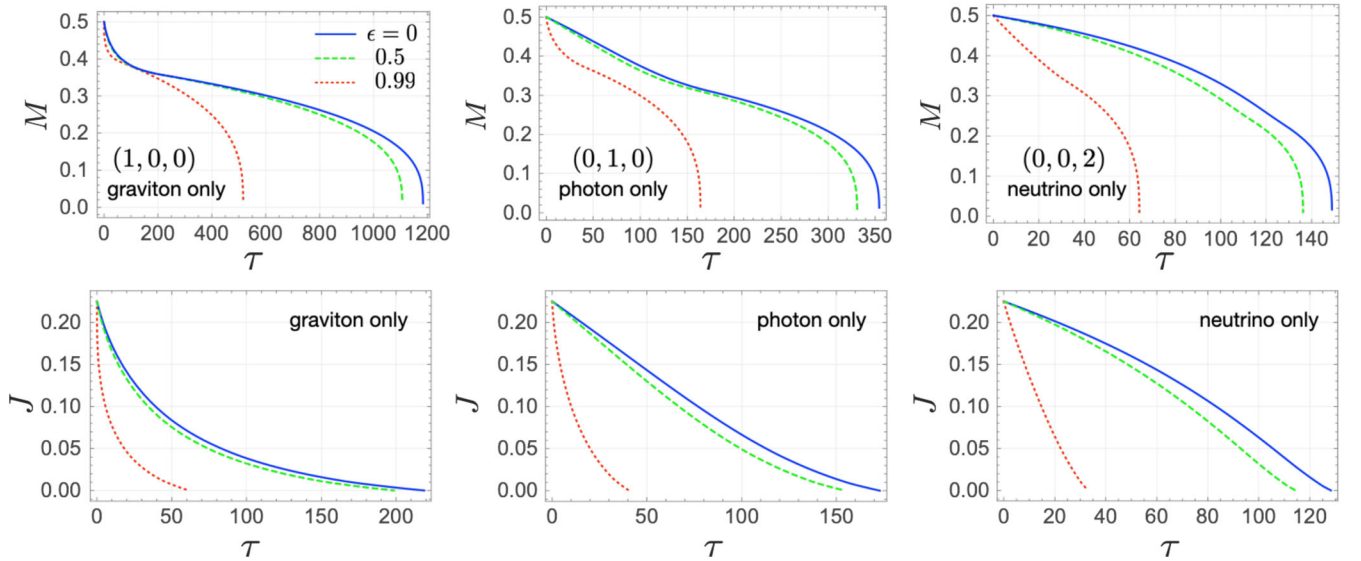 0.5
0.4
0.3
0.2
0.1
0.0
M
ϵ = 0
0.5
0.99
(1, 0, 0)
graviton only
0 200 400 600 800 1000 1200
τ
0.5
0.4
0.3
0.2
0.1
0.0
M
(0, 1, 0)
photon only
0 50 100 150 200 250 300 350
τ
0.5
0.4
0.3
0.2
0.1
0.0
M
(0, 0, 2)
neutrino only
0 20 40 60 80 100 120 140
τ
0.20
0.15
0.10
0.05
0.00
J
graviton only
0 50 100 150 200
τ
0.20
0.15
0.10
0.05
0.00
J
photon only
0 50 100 150
τ
0.20
0.15
0.10
0.05
0.00
J
neutrino only
0 20 40 60 80 100 120
τ